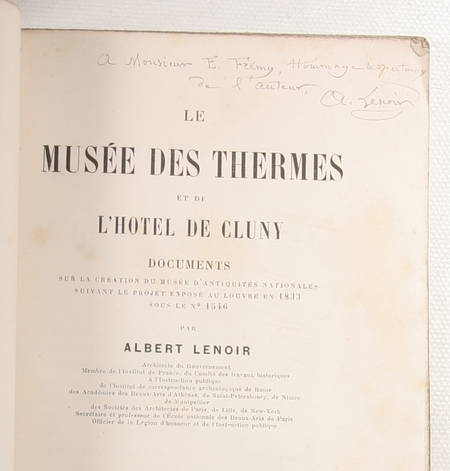 A Monsieur E. Frémy, Hommage
de l'auteur, A. Lenoir
LE
MUSÉE DES THERMES
ET DE
L'HOTEL DE CLUNY
DOCUMENTS
SUR LA CRÉATION DU MUSÉE D'ANTIQUITÉS NATIONALES
SUIVANT LE PROJET EXPOSÉ AU LOUVRE EN 1833
SOUS LE Nº 1546
PAR
ALBERT LENOIR
Architecte du Gouvernement
Membre de l'Institut de France, du Comité des travaux historiques
à l'Instruction publique
de l'Institut de correspondance archéologique de Rome
des Académies des Beaux-Arts d'Athènes, de Saint-Pétersbourg, de Nimes
de Montpellier
des Sociétés des Architectes de Paris, de Lille, de New-York
Secrétaire et professeur de l'École nationale des Beaux-Arts de Paris
Officier de la Légion d'honneur et de l'Instruction publique